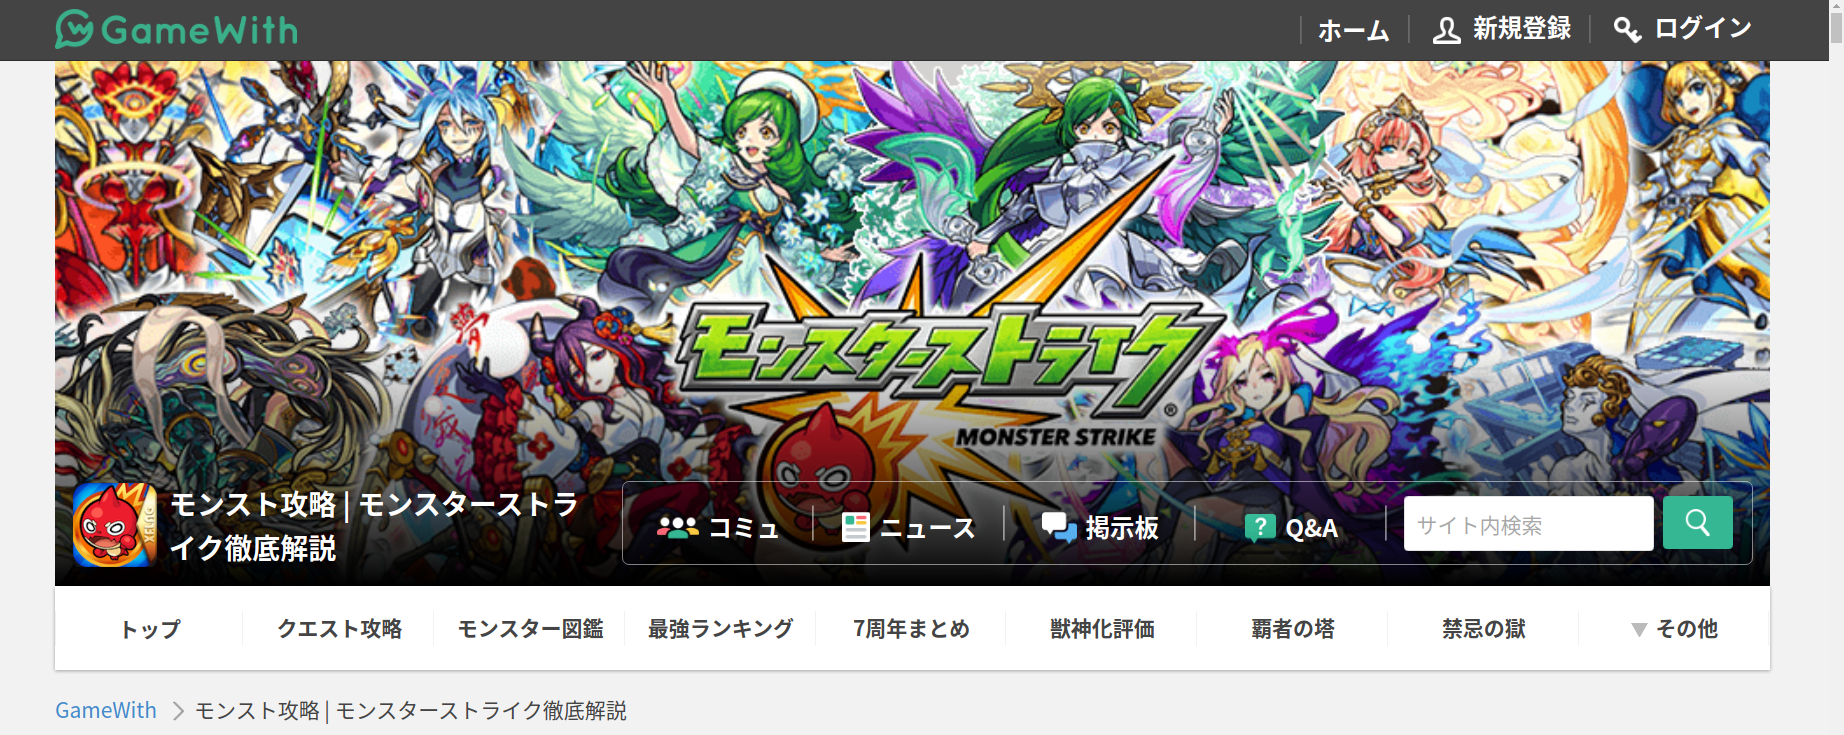 GameWith
ホーム
新規登録
ログイン
モンスターストライク
®
MONSTER STRIKE
モンスト攻略 | モンスターストラ
イク徹底解説
コミュ
ニュース
掲示板
Q&A
サイト内検索
トップ
クエスト攻略
モンスター図鑑
最強ランキング
7周年まとめ
獣神化評価
覇者の塔
禁忌の獄
▼ その他
GameWith
モンスト攻略 | モンスターストライク徹底解説